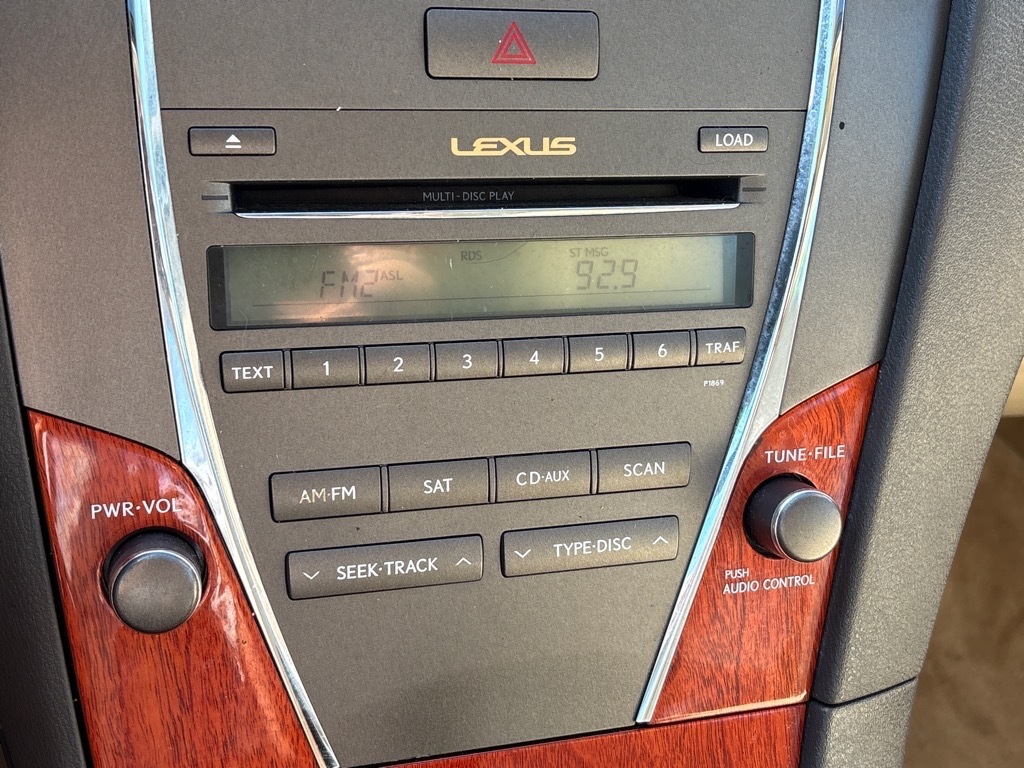 LEXUS
LOAD
MULTI-DISC PLAY
RDS ST MSG
FM2 ASL 92.9
TEXT 1 2 3 4 5 6 TRAF
P1869
AM·FM SAT CD·AUX SCAN
SEEK·TRACK TYPE·DISC
PWR·VOL
TUNE·FILE
PUSH
AUDIO CONTROL